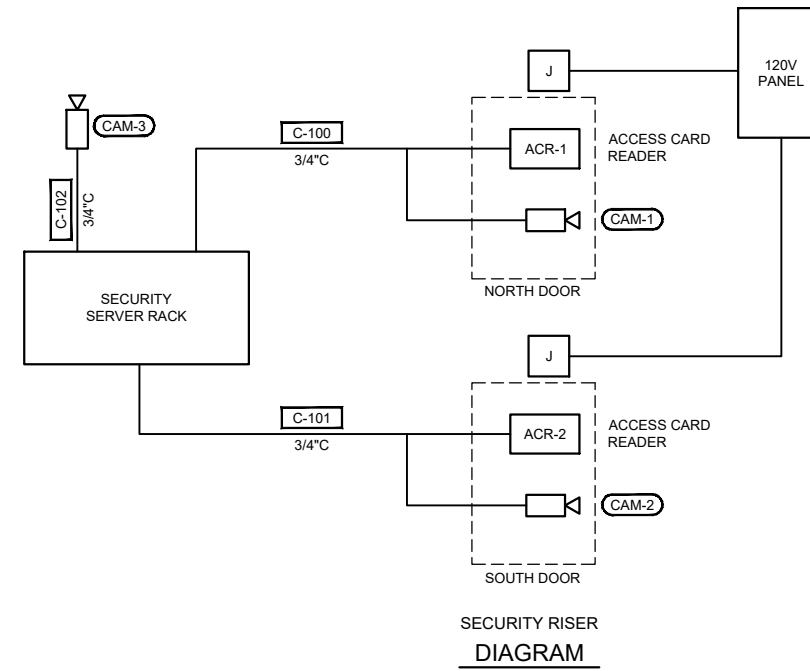 120V
PANEL
J
CAM-3
C-100
3/4"C
ACR-1
ACCESS CARD
READER
C-102
3/4"C
CAM-1
NORTH DOOR
SECURITY
SERVER RACK
J
C-101
3/4"C
ACR-2
ACCESS CARD
READER
CAM-2
SOUTH DOOR
SECURITY RISER
DIAGRAM